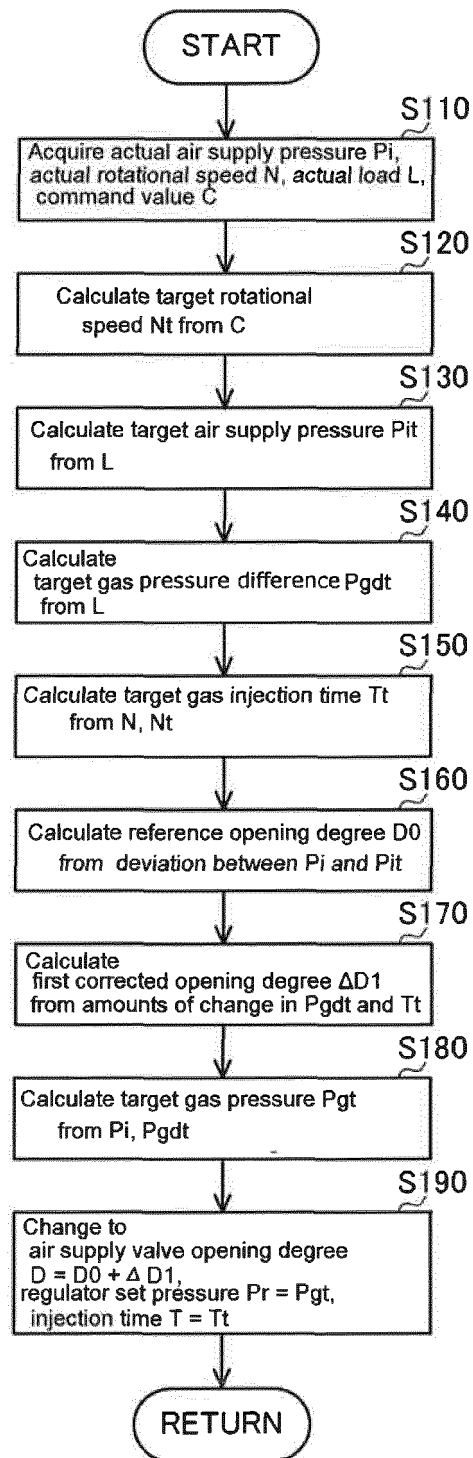 START
S110
Acquire actual air supply pressure Pi,
actual rotational speed N, actual load L,
command value C
S120
Calculate target rotational
speed Nt from C
S130
Calculate target air supply pressure Pit
from L
S140
Calculate
target gas pressure difference Pgdt
from L
S150
Calculate target gas injection time Tt
from N, Nt
S160
Calculate reference opening degree D0
from deviation between Pi and Pit
S170
Calculate
first corrected opening degree ΔD1
from amounts of change in Pgdt and Tt
S180
Calculate target gas pressure Pgt
from Pi, Pgdt
S190
Change to
air supply valve opening degree
D = D0 + Δ D1,
regulator set pressure Pr = Pgt,
injection time T = Tt
RETURN